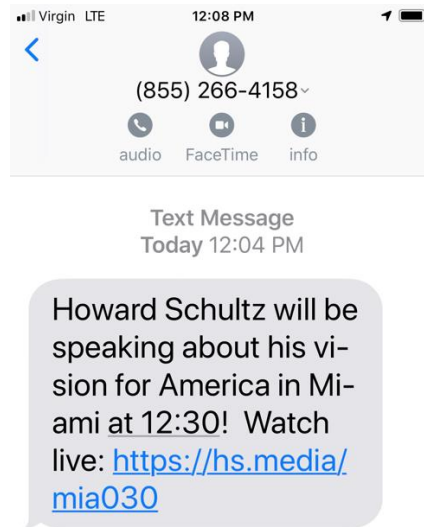 Virgin LTE 12:08 PM
(855) 266-4158
audio FaceTime info
Text Message
Today 12:04 PM
Howard Schultz will be
speaking about his vi-
sion for America in Mi-
ami at 12:30! Watch
live: https://hs.media/
mia030